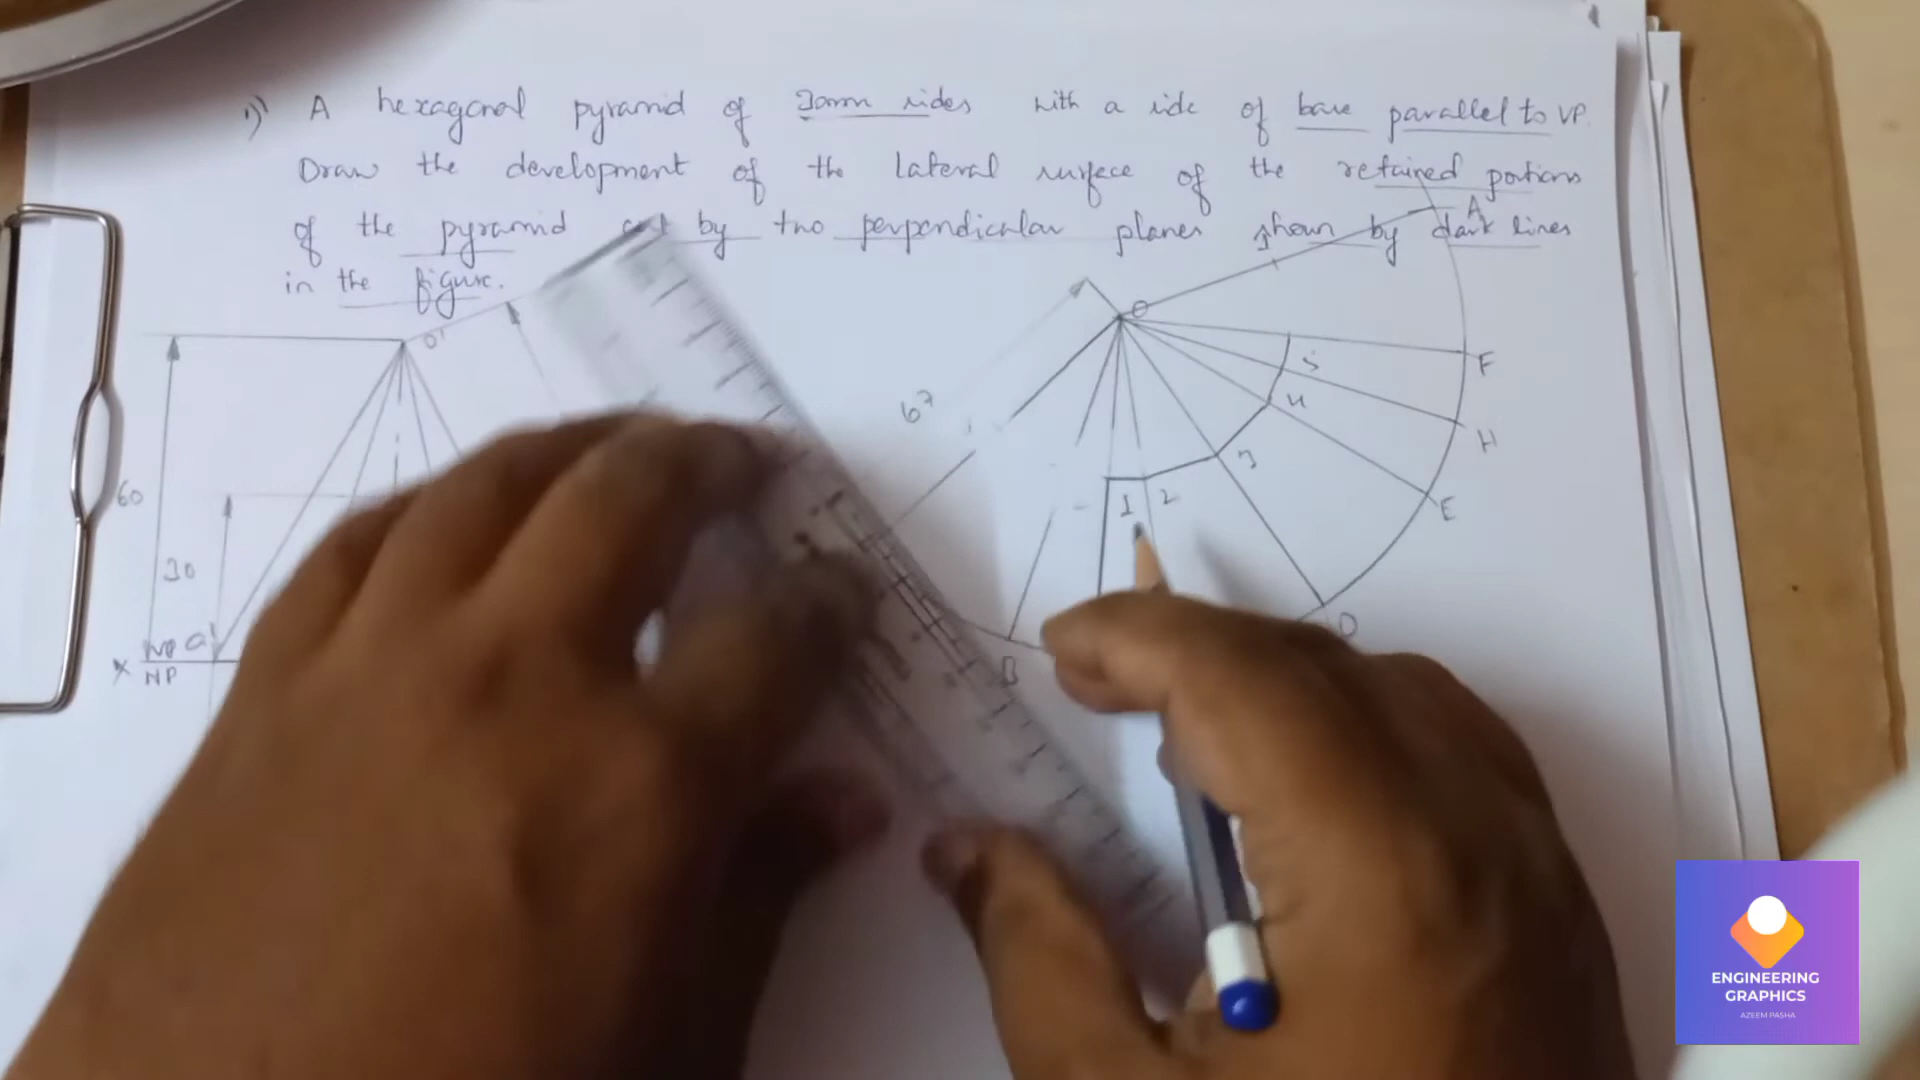 1) A hexagonal pyramid of 30mm sides with a side of base parallel to VP.
Draw the development of the lateral surface of the retained portions
of the pyramid cut by two perpendicular planes shown by dark lines
in the figure.
O'
60
30
X VP a'
HP
67
O
A
F
S
H
4
E
3
1 2
D
B
ENGINEERING
GRAPHICS
AZEEM PASHA